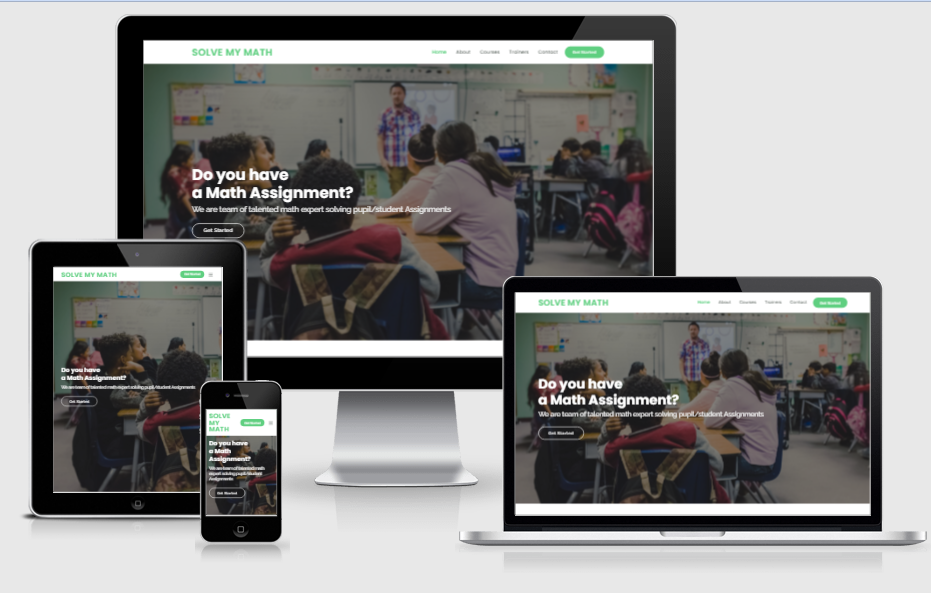 SOLVE MY MATH
Home About Courses Trainers Contact Get Started
Do you have
a Math Assignment?
We are team of talented math expert solving pupil/student Assignments
Get Started
SOLVE MY MATH
Get Started
Do you have
a Math Assignment?
We are team of talented math expert solving pupil/student Assignments
Get Started
SOLVE
MY
MATH
Get Started
Do you have
a Math
Assignment?
We are team of talented math
expert solving pupil/student
Assignments
Get Started
SOLVE MY MATH
Home About Courses Trainers Contact Get Started
Do you have
a Math Assignment?
We are team of talented math expert solving pupil/student Assignments
Get Started